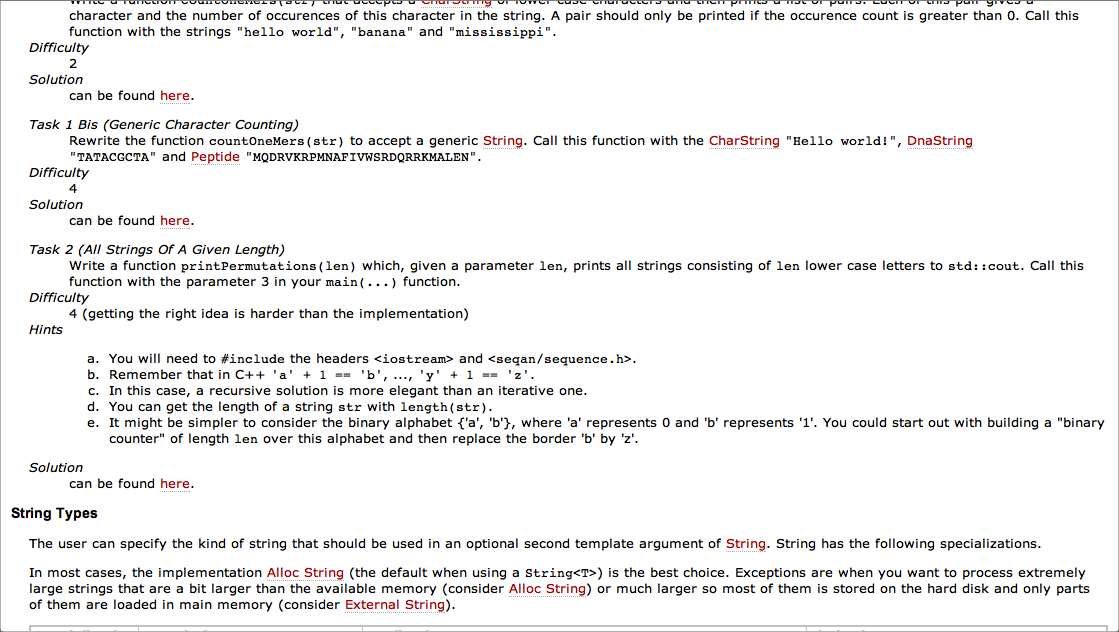 character and the number of occurences of this character in the string. A pair should only be printed if the occurence count is greater than 0. Call this
function with the strings "hello world", "banana" and "mississippi".
Difficulty
2
Solution
can be found here.
Task 1 Bis (Generic Character Counting)
Rewrite the function countOneMers(str) to accept a generic String. Call this function with the CharString "Hello world!", DnaString
"TATACGCTA" and Peptide "MQDRVKRPMNAFIVWSRDQRRKMALEN".
Difficulty
4
Solution
can be found here.
Task 2 (All Strings Of A Given Length)
Write a function printPermutations(len) which, given a parameter len, prints all strings consisting of len lower case letters to std::cout. Call this
function with the parameter 3 in your main(...) function.
Difficulty
4 (getting the right idea is harder than the implementation)
Hints
a. You will need to #include the headers <iostream> and <seqan/sequence.h>.
b. Remember that in C++ 'a' + 1 == 'b', ..., 'y' + 1 == 'z'.
c. In this case, a recursive solution is more elegant than an iterative one.
d. You can get the length of a string str with length(str).
e. It might be simpler to consider the binary alphabet {'a', 'b'}, where 'a' represents 0 and 'b' represents '1'. You could start out with building a "binary
counter" of length len over this alphabet and then replace the border 'b' by 'z'.
Solution
can be found here.
String Types
The user can specify the kind of string that should be used in an optional second template argument of String. String has the following specializations.
In most cases, the implementation Alloc String (the default when using a String<T>) is the best choice. Exceptions are when you want to process extremely
large strings that are a bit larger than the available memory (consider Alloc String) or much larger so most of them is stored on the hard disk and only parts
of them are loaded in main memory (consider External String).